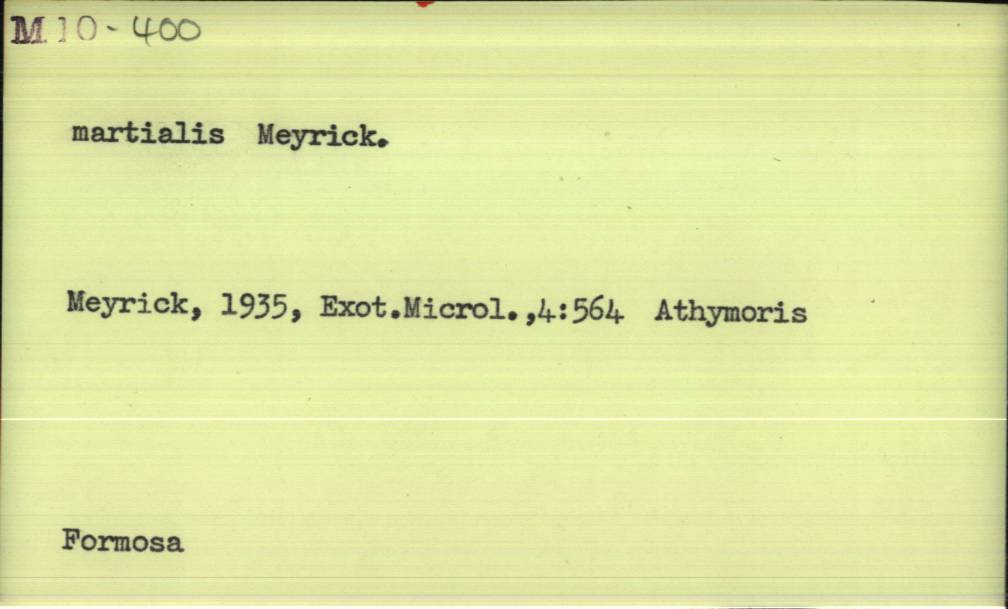 M 10-400
martialis Meyrick.
Meyrick, 1935, Exot.Microl.,4:564 Athymoris
Formosa